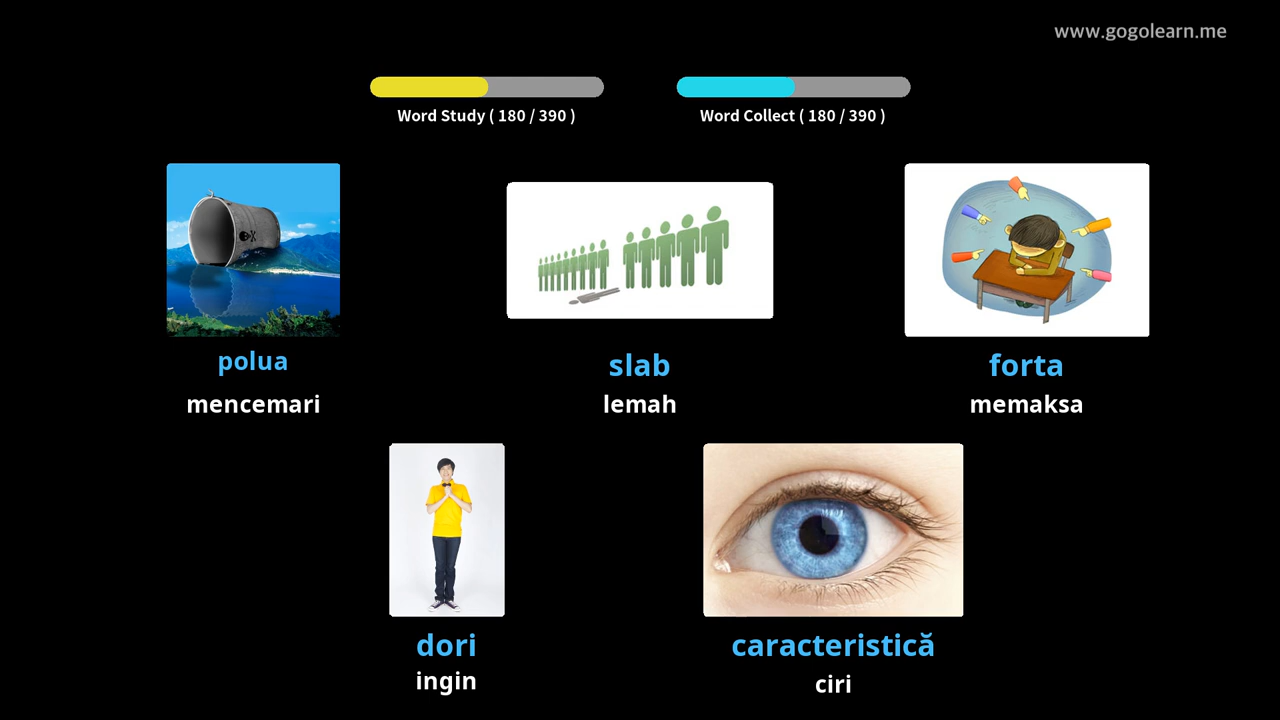 www.gogolearn.me
Word Study ( 180 / 390 )
Word Collect ( 180 / 390 )
polua
mencemari
slab
lemah
forta
memaksa
dori
ingin
caracteristică
ciri